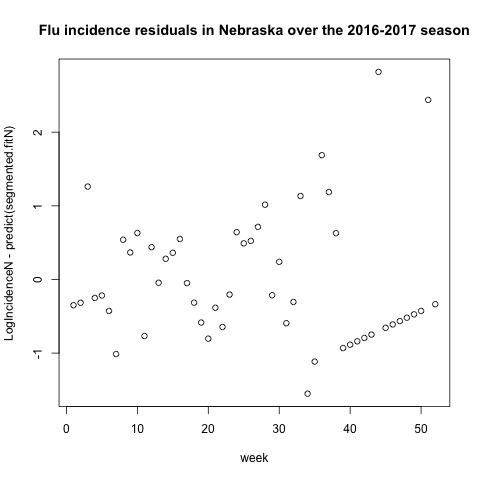 Flu incidence residuals in Nebraska over the 2016-2017 season
LogIncidenceN - predict(segmented.fitN)
2
1
0
-1
0 10 20 30 40 50
week